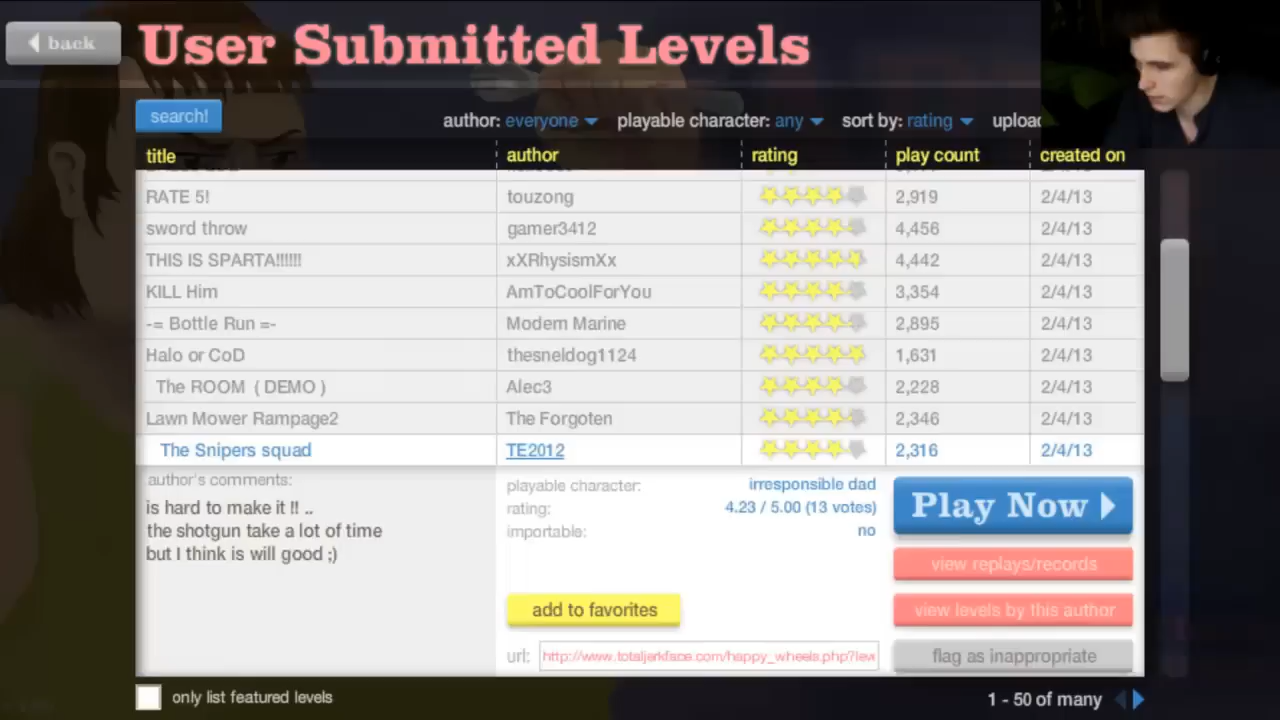 back
User Submitted Levels
search!
author: everyone playable character: any sort by: rating uploa
title author rating play count created on
RATE 5! touzong 2,919 2/4/13
sword throw gamer3412 4,456 2/4/13
THIS IS SPARTA!!!!!! xXRhysismXx 4,442 2/4/13
KILL Him AmToCoolForYou 3,354 2/4/13
-= Bottle Run =- Modern Marine 2,895 2/4/13
Halo or CoD thesneldog1124 1,631 2/4/13
The ROOM ( DEMO ) Alec3 2,228 2/4/13
Lawn Mower Rampage2 The Forgoten 2,346 2/4/13
The Snipers squad TE2012 2,316 2/4/13
author's comments:
is hard to make it !! ..
the shotgun take a lot of time
but I think is will good ;)
playable character: irresponsible dad
rating: 4.23 / 5.00 (13 votes)
importable: no
add to favorites
url: http://www.totaljerkface.com/happy_wheels.php?lev
Play Now
view replays/records
view levels by this author
flag as inappropriate
only list featured levels
1 - 50 of many